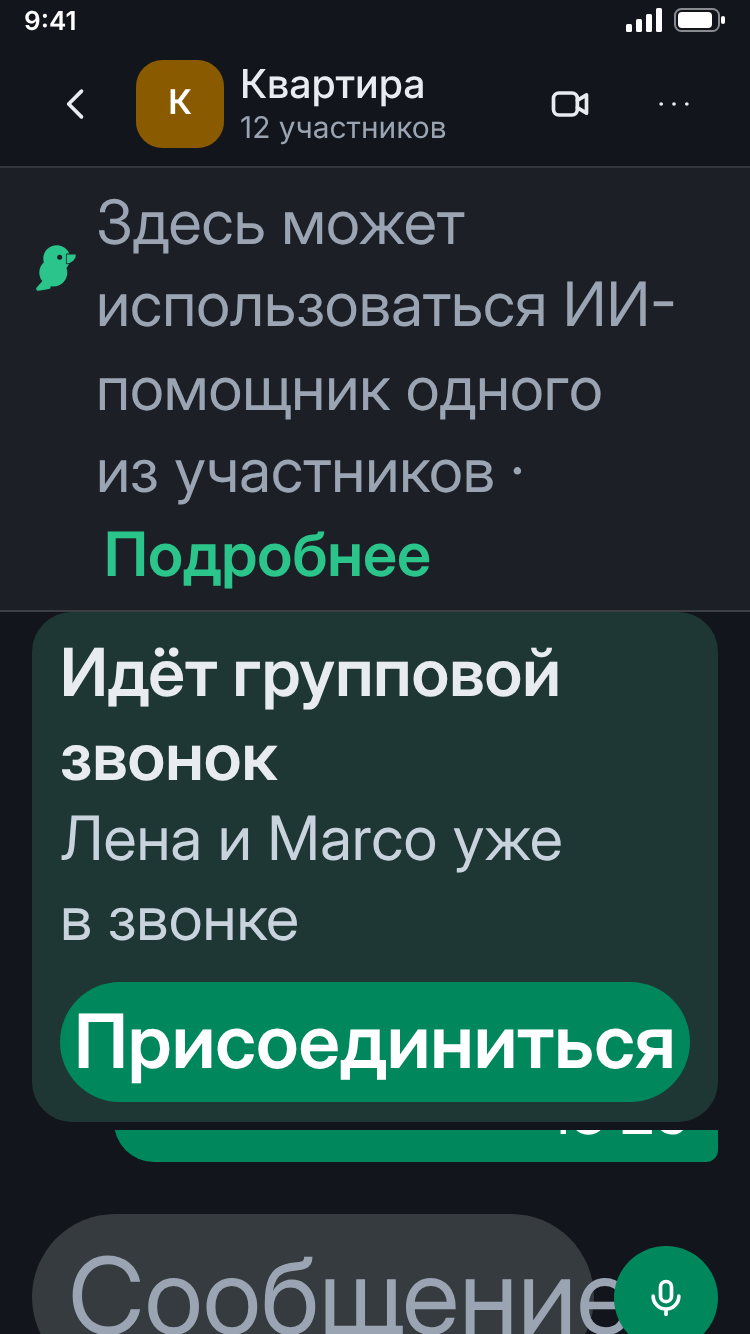 9:41
К
Квартира
12 участников
Здесь может
использоваться ИИ-
помощник одного
из участников ·
Подробнее
Идёт групповой
звонок
Лена и Marco уже
в звонке
Присоединиться
Сообщение